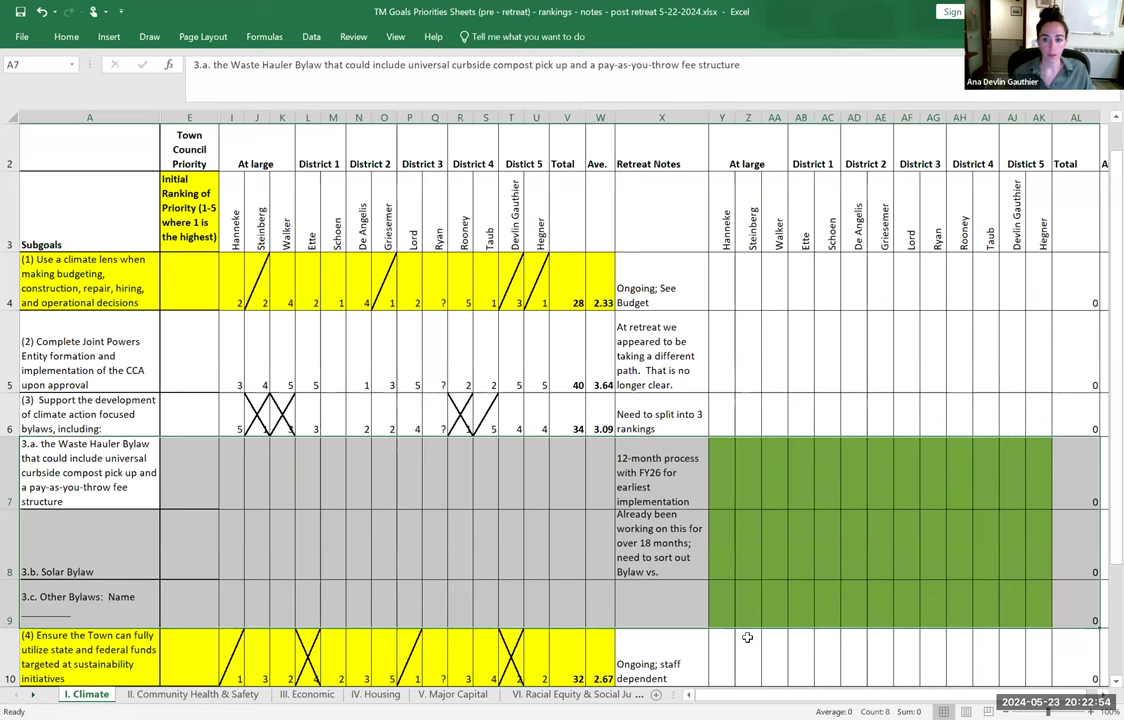 TM Goals Priorities Sheets (pre - retreat) - rankings - notes - post retreat 5-22-2024.xlsx - Excel
Sign
File Home Insert Draw Page Layout Formulas Data Review View Help Tell me what you want to do
Ana Devlin Gauthier
A7 fx 3.a. the Waste Hauler Bylaw that could include universal curbside compost pick up and a pay-as-you-throw fee structure
A E I J K L M N O P Q R S T U V W X Y Z AA AB AC AD AE AF AG AH AI AJ AK AL
2 Town Council Priority At large District 1 District 2 District 3 District 4 Distict 5 Total Ave. Retreat Notes At large District 1 District 2 District 3 District 4 Distict 5 Total A
3 Subgoals
Initial Ranking of Priority (1-5 where 1 is the highest)
Hanneke Steinberg Walker Ette Schoen De Angelis Griesemer Lord Ryan Rooney Taub Devlin Gauthier Hegner
Hanneke Steinberg Walker Ette Schoen De Angelis Griesemer Lord Ryan Rooney Taub Devlin Gauthier Hegner
(1) Use a climate lens when
making budgeting,
construction, repair, hiring,
and operational decisions
4 2 2 4 2 1 4 1 2 ? 5 1 3 1 28 2.33
Ongoing; See
Budget
0
(2) Complete Joint Powers
Entity formation and
implementation of the CCA
upon approval
5 3 4 5 5 1 3 5 ? 2 2 5 5 40 3.64
At retreat we
appeared to be
taking a different
path. That is no
longer clear.
0
(3) Support the development
of climate action focused
bylaws, including:
6 5 3 2 2 4 ? 5 4 4 34 3.09
Need to split into 3
rankings
0
3.a. the Waste Hauler Bylaw
that could include universal
curbside compost pick up and
a pay-as-you-throw fee
structure
7
12-month process
with FY26 for
earliest
implementation
0
8 3.b. Solar Bylaw
Already been
working on this for
over 18 months;
need to sort out
Bylaw vs.
0
3.c. Other Bylaws: Name
__________
9 0
(4) Ensure the Town can fully
utilize state and federal funds
targeted at sustainability
initiatives
10 1 3 2 2 3 5 1 ? 3 4 2 32 2.67
Ongoing; staff
dependent
0
I. Climate II. Community Health & Safety III. Economic IV. Housing V. Major Capital VI. Racial Equity & Social Ju ...
2024-05-23 20:22:54
Ready Average: 0 Count: 8 Sum: 0 100%